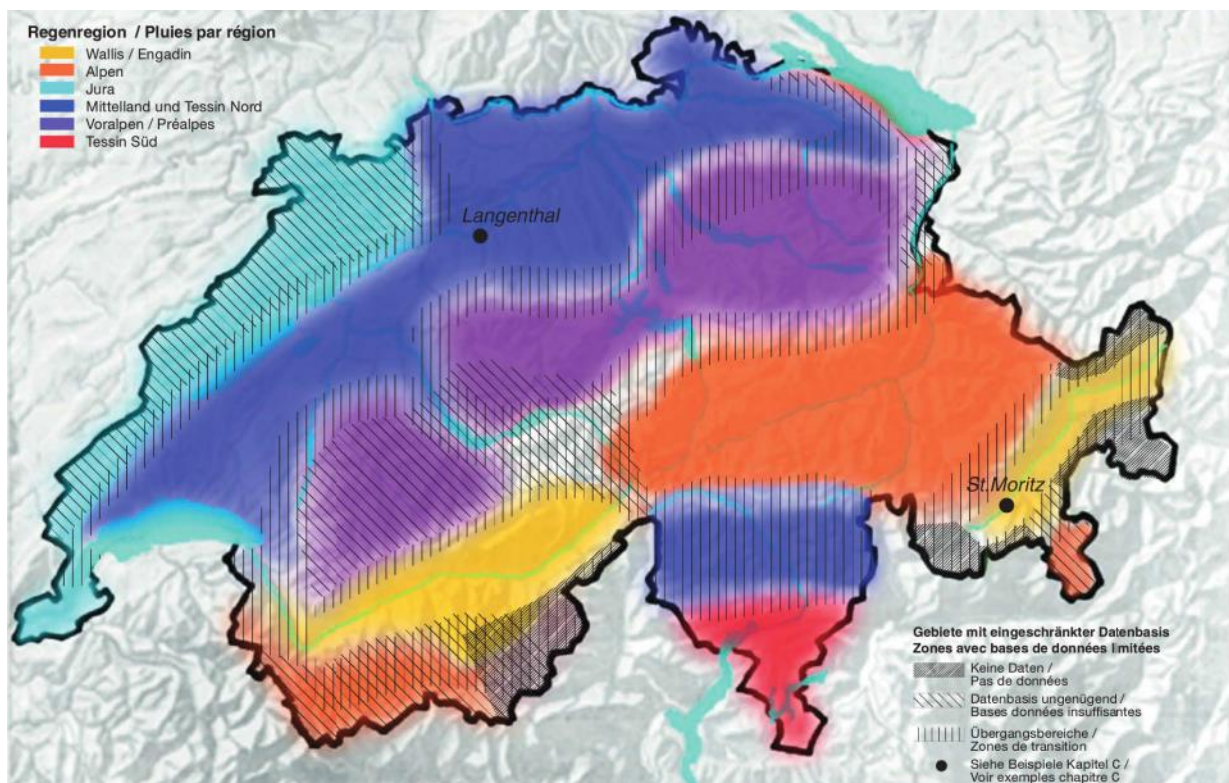 Regenregion / Pluies par région
Wallis / Engadin
Alpen
Jura
Mittelland und Tessin Nord
Voralpen / Préalpes
Tessin Süd
Langenthal
St.Moritz
Gebiete mit eingeschränkter Datenbasis
Zones avec bases de données limitées
Keine Daten /
Pas de données
Datenbasis ungenügend /
Bases données insuffisantes
Übergangsbereiche /
Zones de transition
Siehe Beispiele Kapitel C /
Voir exemples chapitre C